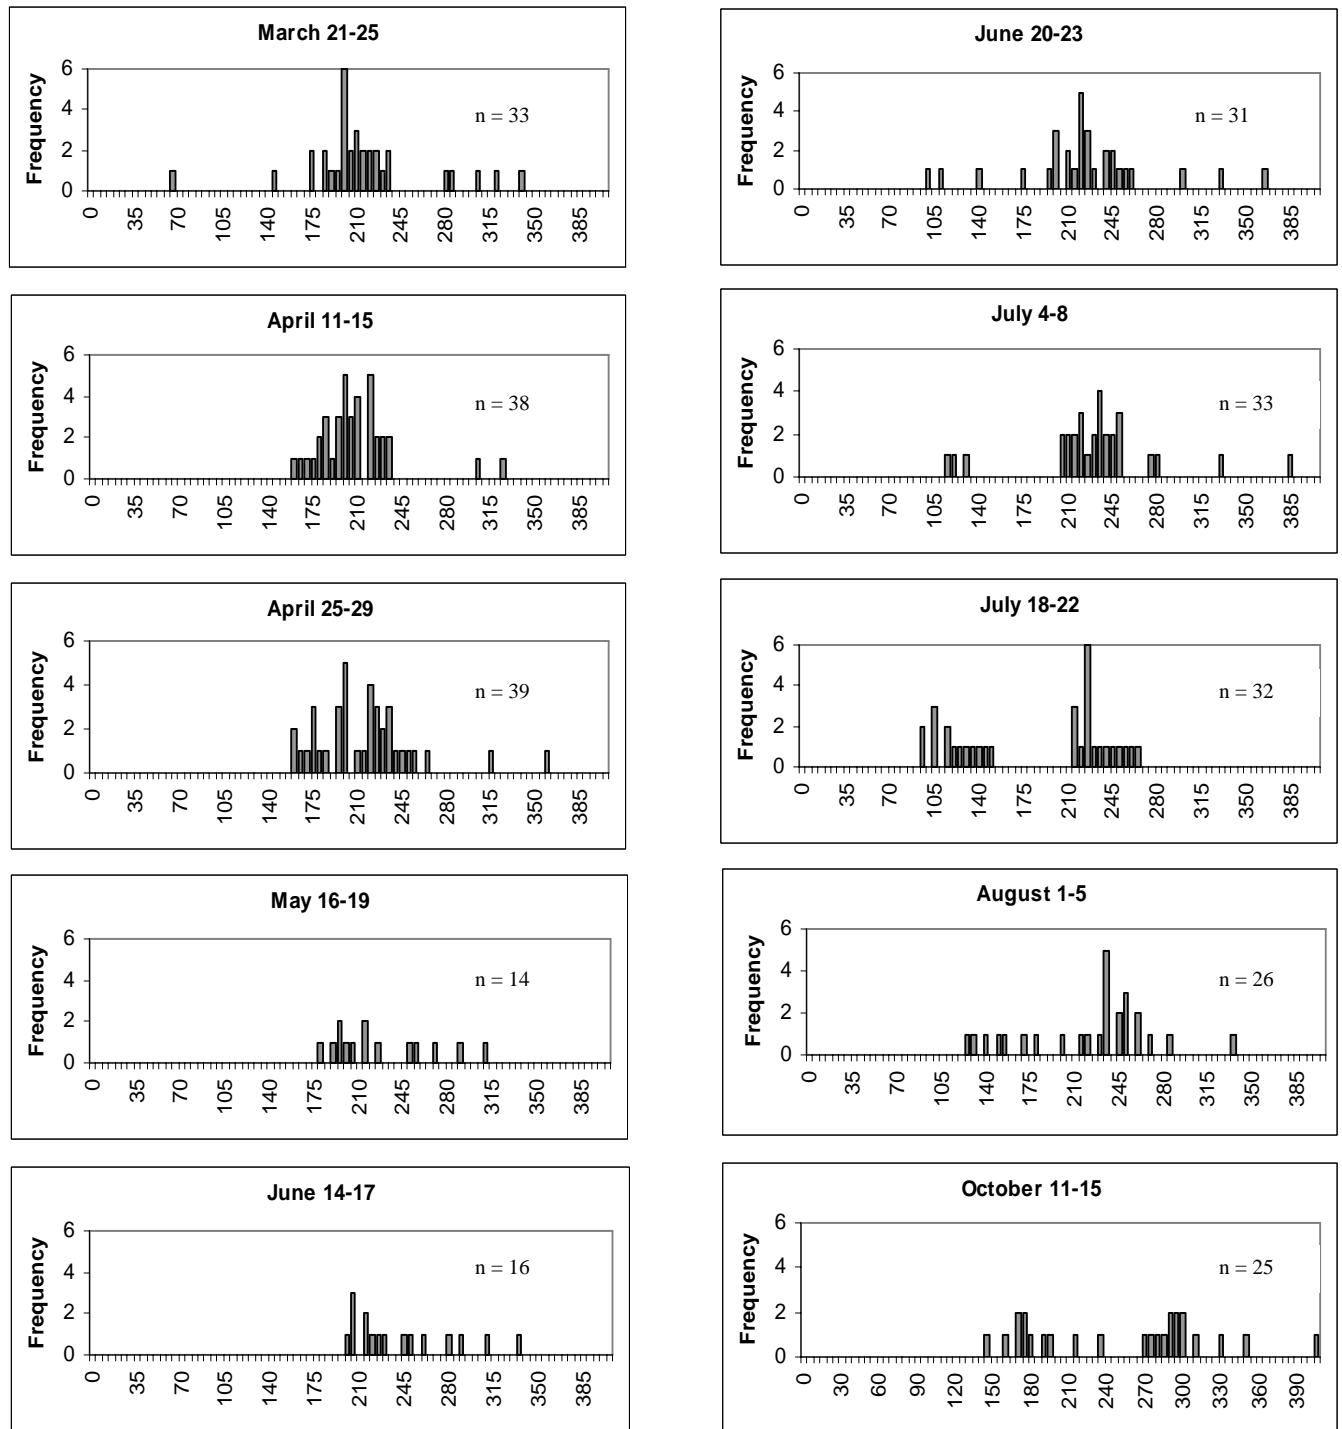 March 21-25
Frequency
6
4
2
0
n = 33
0 35 70 105 140 175 210 245 280 315 350 385
April 11-15
Frequency
6
4
2
0
n = 38
0 35 70 105 140 175 210 245 280 315 350 385
April 25-29
Frequency
6
4
2
0
n = 39
0 35 70 105 140 175 210 245 280 315 350 385
May 16-19
Frequency
6
4
2
0
n = 14
0 35 70 105 140 175 210 245 280 315 350 385
June 14-17
Frequency
6
4
2
0
n = 16
0 35 70 105 140 175 210 245 280 315 350 385
June 20-23
Frequency
6
4
2
0
n = 31
0 35 70 105 140 175 210 245 280 315 350 385
July 4-8
Frequency
6
4
2
0
n = 33
0 35 70 105 140 175 210 245 280 315 350 385
July 18-22
Frequency
6
4
2
0
n = 32
0 35 70 105 140 175 210 245 280 315 350 385
August 1-5
Frequency
6
4
2
0
n = 26
0 35 70 105 140 175 210 245 280 315 350 385
October 11-15
Frequency
6
4
2
0
n = 25
0 30 60 90 120 150 180 210 240 270 300 330 360 390